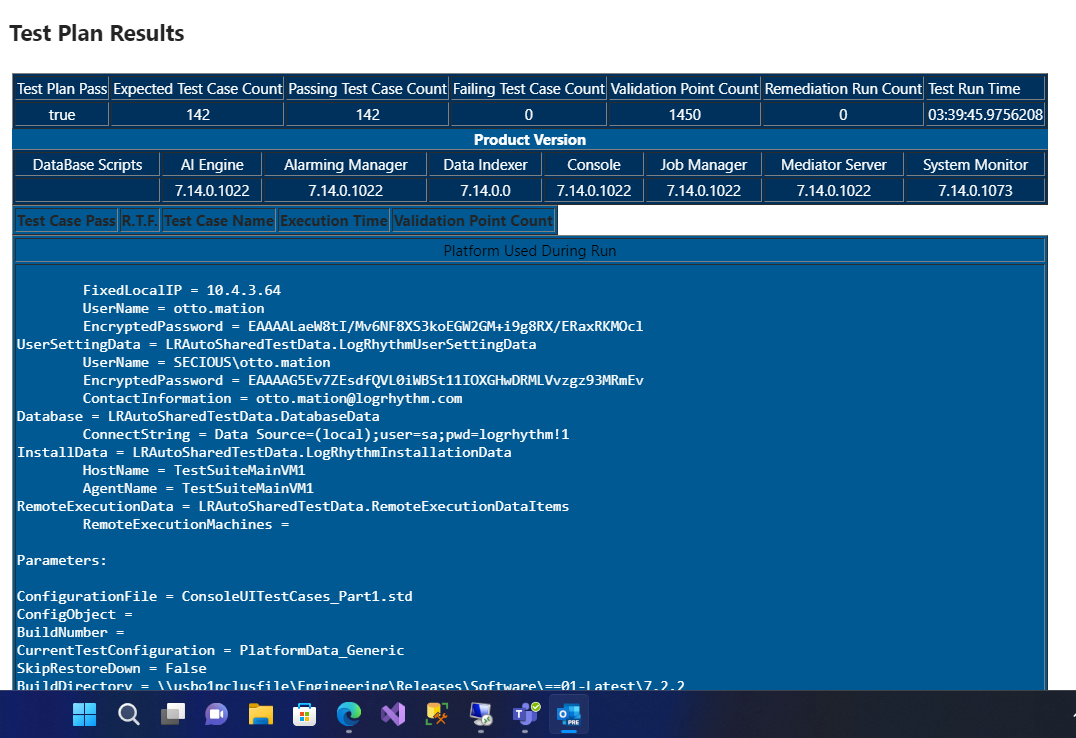 Test Plan Results
Test Plan Pass Expected Test Case Count Passing Test Case Count Failing Test Case Count Validation Point Count Remediation Run Count Test Run Time
true 142 142 0 1450 0 03:39:45.9756208
Product Version
DataBase Scripts AI Engine Alarming Manager Data Indexer Console Job Manager Mediator Server System Monitor
7.14.0.1022 7.14.0.1022 7.14.0.0 7.14.0.1022 7.14.0.1022 7.14.0.1022 7.14.0.1073
Test Case Pass R.T.F. Test Case Name Execution Time Validation Point Count
Platform Used During Run
FixedLocalIP = 10.4.3.64
UserName = otto.mation
EncryptedPassword = EAAAALaeW8tI/Mv6NF8XS3koEGW2GM+i9g8RX/ERaxRKMOcl
UserSettingData = LRAutoSharedTestData.LogRhythmUserSettingData
UserName = SECIOUS\otto.mation
EncryptedPassword = EAAAAG5Ev7ZEsdfQVL0iWBSt11IOXGHwDRMLVvzgz93MRmEv
ContactInformation = otto.mation@logrhythm.com
Database = LRAutoSharedTestData.DatabaseData
ConnectString = Data Source=(local);user=sa;pwd=logrhythm!1
InstallData = LRAutoSharedTestData.LogRhythmInstallationData
HostName = TestSuiteMainVM1
AgentName = TestSuiteMainVM1
RemoteExecutionData = LRAutoSharedTestData.RemoteExecutionDataItems
RemoteExecutionMachines =
Parameters:
ConfigurationFile = ConsoleUITestCases_Part1.std
ConfigObject =
BuildNumber =
CurrentTestConfiguration = PlatformData_Generic
SkipRestoreDown = False
BuildDirectory = \\usbo1pclusfile\Engineering\Releases\Software\==01-Latest\7.2.2
PRE